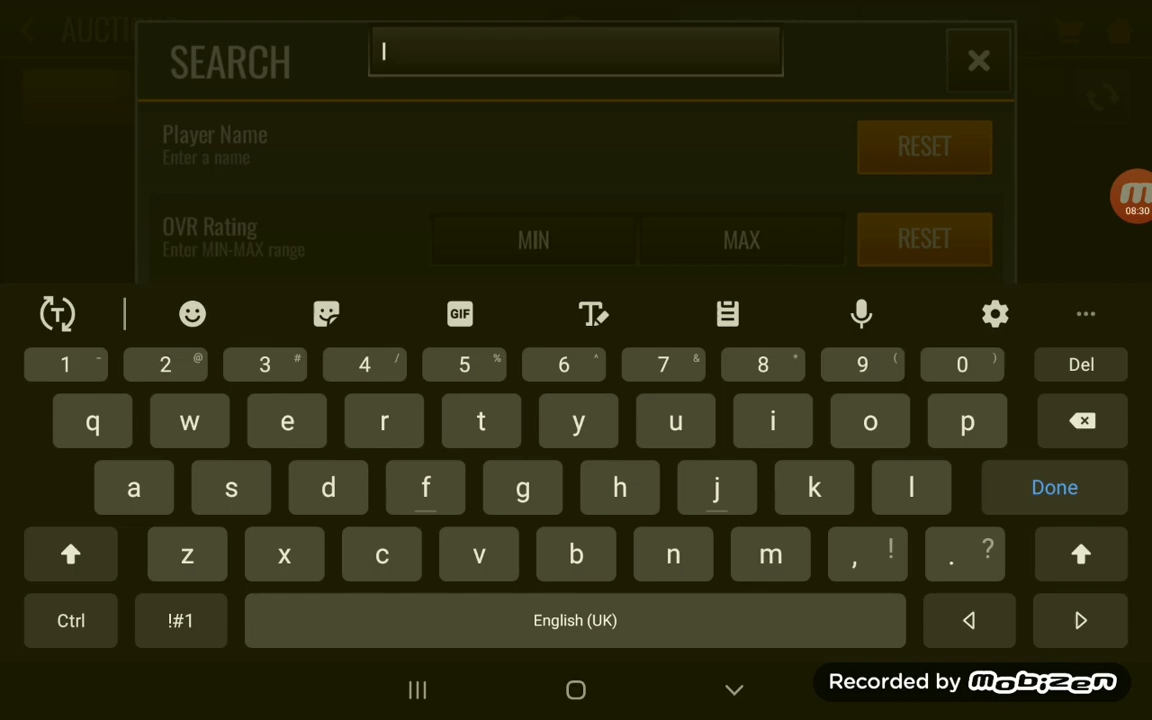 AUCTION
SEARCH
Player Name
Enter a name
RESET
OVR Rating
Enter MIN-MAX range
MIN
MAX
RESET
08:30
T
GIF
T
...
1 - 2 @ 3 # 4 / 5 % 6 ^ 7 & 8 * 9 ( 0 ) Del
q w e r t y u i o p
a s d f g h j k l Done
z x c v b n m , ! . ?
Ctrl !#1 English (UK)
Recorded by mobizen